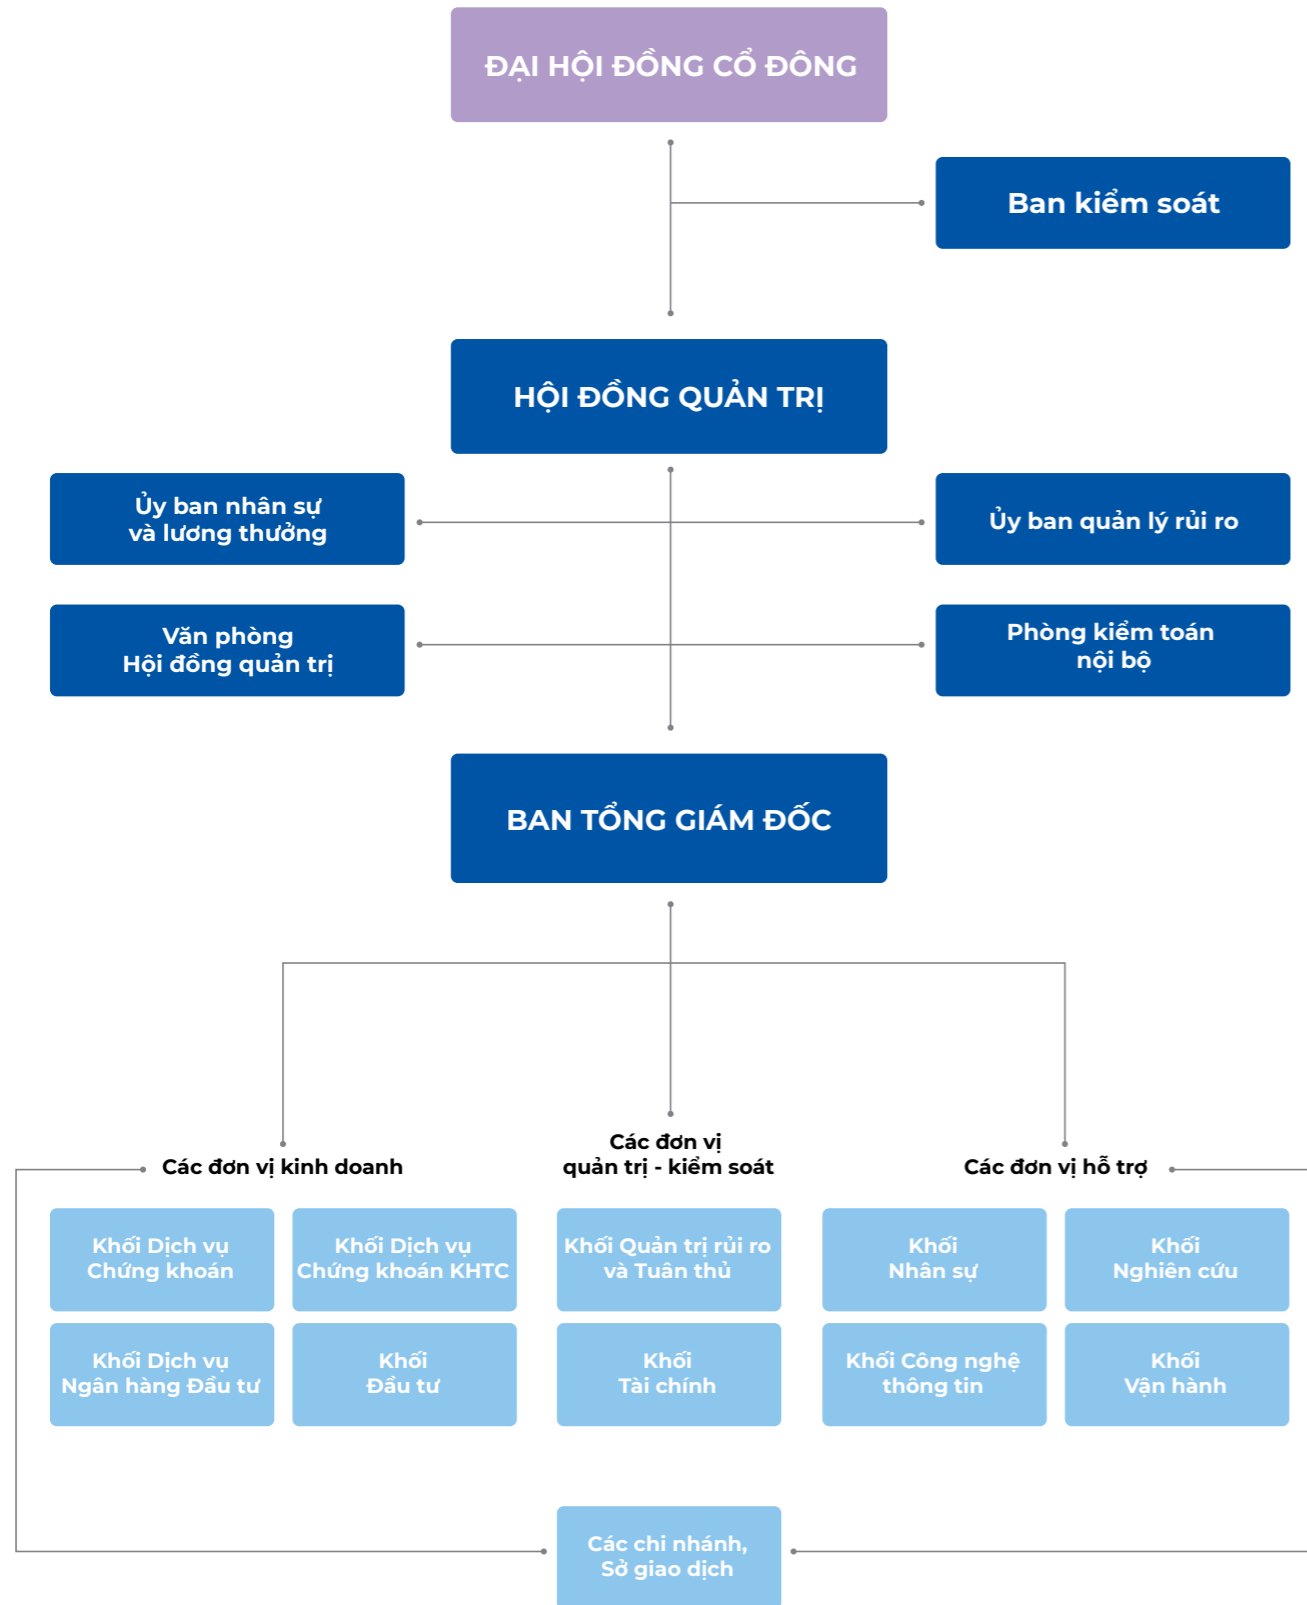 ĐẠI HỘI ĐỒNG CỔ ĐÔNG
Ban kiểm soát
HỘI ĐỒNG QUẢN TRỊ
Ủy ban nhân sự
và lương thưởng
Ủy ban quản lý rủi ro
Văn phòng
Hội đồng quản trị
Phòng kiểm toán
nội bộ
BAN TỔNG GIÁM ĐỐC
Các đơn vị kinh doanh
Các đơn vị
quản trị - kiểm soát
Các đơn vị hỗ trợ
Khối Dịch vụ
Chứng khoán
Khối Dịch vụ
Chứng khoán KHTC
Khối Quản trị rủi ro
và Tuân thủ
Khối
Nhân sự
Khối
Nghiên cứu
Khối Dịch vụ
Ngân hàng Đầu tư
Khối
Đầu tư
Khối
Tài chính
Khối Công nghệ
thông tin
Khối
Vận hành
Các chi nhánh,
Sở giao dịch